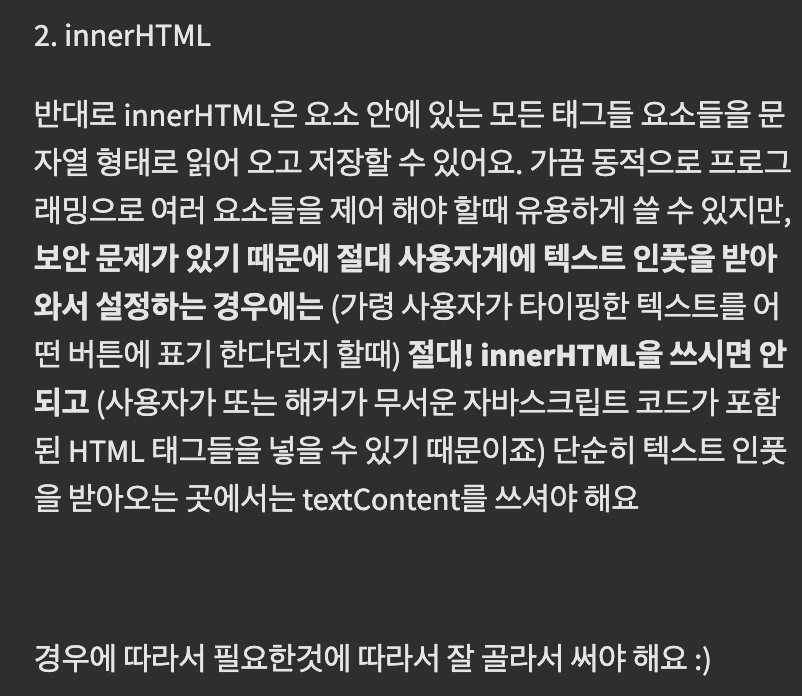 2. innerHTML
반대로 innerHTML은 요소 안에 있는 모든 태그들 요소들을 문
자열 형태로 읽어 오고 저장할 수 있어요. 가끔 동적으로 프로그
래밍으로 여러 요소들을 제어 해야 할때 유용하게 쓸 수 있지만,
보안 문제가 있기 때문에 절대 사용자게에 텍스트 인풋을 받아
와서 설정하는 경우에는 (가령 사용자가 타이핑한 텍스트를 어
떤 버튼에 표기 한다던지 할때) 절대! innerHTML을 쓰시면 안
되고 (사용자가 또는 해커가 무서운 자바스크립트 코드가 포함
된 HTML 태그들을 넣을 수 있기 때문이죠) 단순히 텍스트 인풋
을 받아오는 곳에서는 textContent를 쓰셔야 해요
경우에 따라서 필요한것에 따라서 잘 골라서 써야 해요 :)